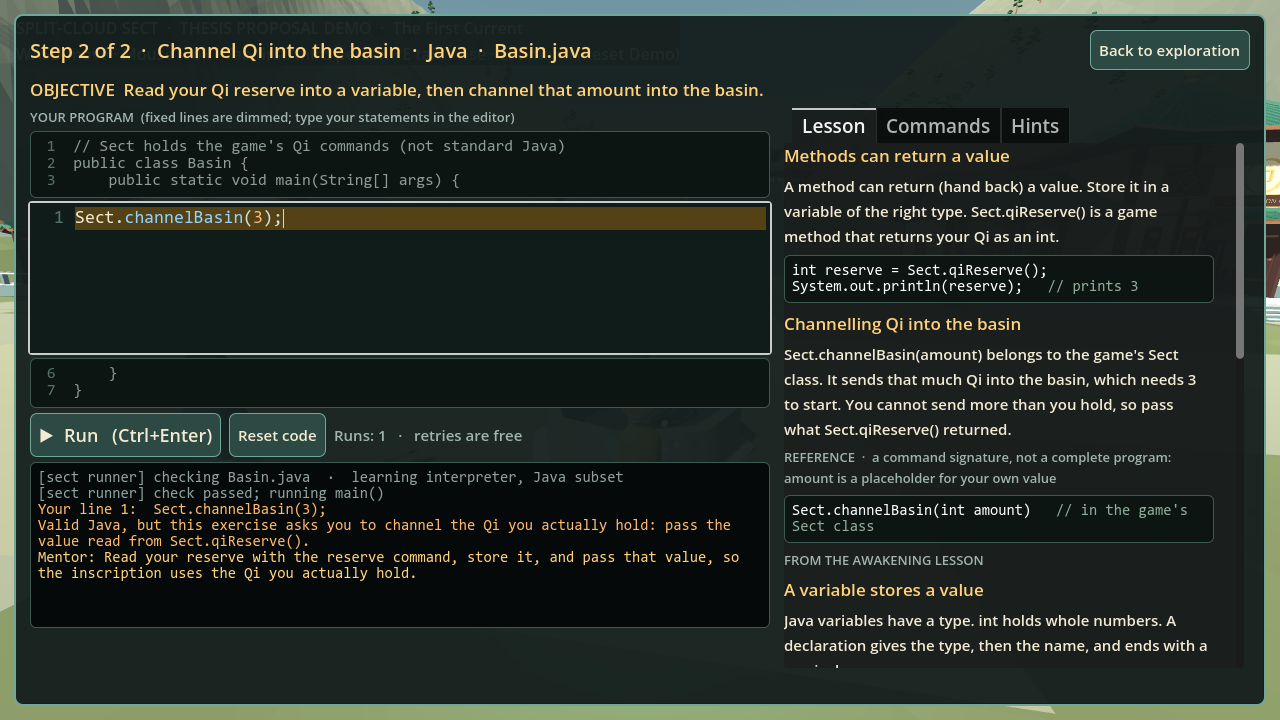 SPLIT-CLOUD SECT · THESIS PROPOSAL DEMO · The First Current
Step 2 of 2 · Channel Qi into the basin · Java · Basin.java
Back to exploration
OBJECTIVE Read your Qi reserve into a variable, then channel that amount into the basin.
YOUR PROGRAM (fixed lines are dimmed; type your statements in the editor)
1 // Sect holds the game's Qi commands (not standard Java)
2 public class Basin {
3 public static void main(String[] args) {
1 Sect.channelBasin(3);
6 }
7 }
▶ Run (Ctrl+Enter)
Reset code
Runs: 1 · retries are free
[sect runner] checking Basin.java · learning interpreter, Java subset
[sect runner] check passed; running main()
Your line 1: Sect.channelBasin(3);
Valid Java, but this exercise asks you to channel the Qi you actually hold: pass the
value read from Sect.qiReserve().
Mentor: Read your reserve with the reserve command, store it, and pass that value, so
the inscription uses the Qi you actually hold.
Lesson
Commands
Hints
Methods can return a value
A method can return (hand back) a value. Store it in a
variable of the right type. Sect.qiReserve() is a game
method that returns your Qi as an int.
int reserve = Sect.qiReserve();
System.out.println(reserve); // prints 3
Channelling Qi into the basin
Sect.channelBasin(amount) belongs to the game's Sect
class. It sends that much Qi into the basin, which needs 3
to start. You cannot send more than you hold, so pass
what Sect.qiReserve() returned.
REFERENCE · a command signature, not a complete program:
amount is a placeholder for your own value
Sect.channelBasin(int amount) // in the game's
Sect class
FROM THE AWAKENING LESSON
A variable stores a value
Java variables have a type. int holds whole numbers. A
declaration gives the type, then the name, and ends with a